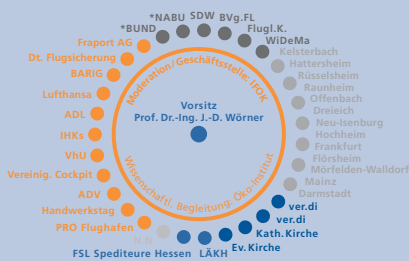 *BUND
*NABU
SDW
BVg.FL
Flugl.K.
WiDeMa
Fraport AG
Dt. Flugsicherung
BARIG
Lufthansa
ADL
IHKs
VhU
Vereinig. Cockpit
ADV
Handwerkstag
PRO Flughafen
N.N
FSL Spediteure Hessen
LÄKH
Ev.Kirche
Kath.Kirche
ver.di
ver.di
Kelsterbach
Hattersheim
Rüsselsheim
Raunheim
Offenbach
Dreieich
Neu-Isenburg
Hochheim
Frankfurt
Flörsheim
Mörfelden-Walldorf
Mainz
Darmstadt
Moderation/Geschäftsstelle: IFOK
Vorsitz
Prof. Dr.-Ing. J.-D. Wörner
Wissenschaftl. Begleitung: Öko-Institut